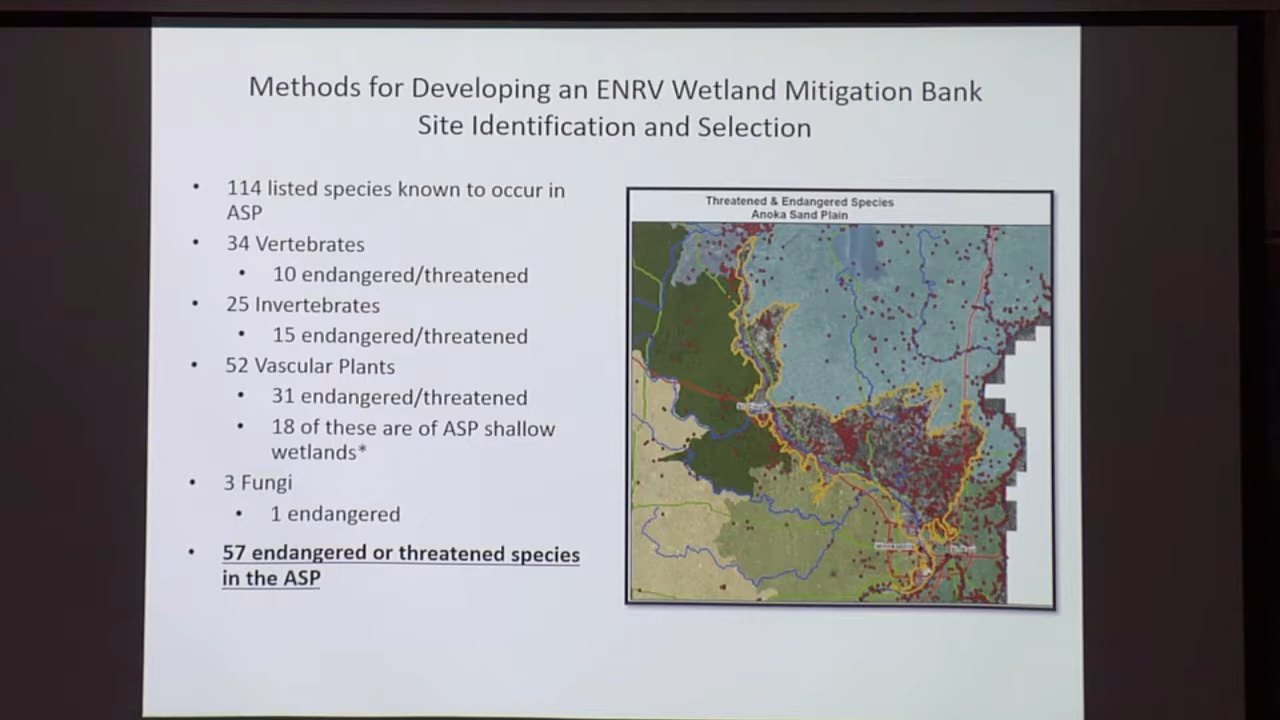 Methods for Developing an ENRV Wetland Mitigation Bank
Site Identification and Selection
• 114 listed species known to occur in
ASP
• 34 Vertebrates
• 10 endangered/threatened
• 25 Invertebrates
• 15 endangered/threatened
• 52 Vascular Plants
• 31 endangered/threatened
• 18 of these are of ASP shallow
wetlands*
• 3 Fungi
• 1 endangered
• 57 endangered or threatened species
in the ASP
Threatened & Endangered Species
Anoka Sand Plain